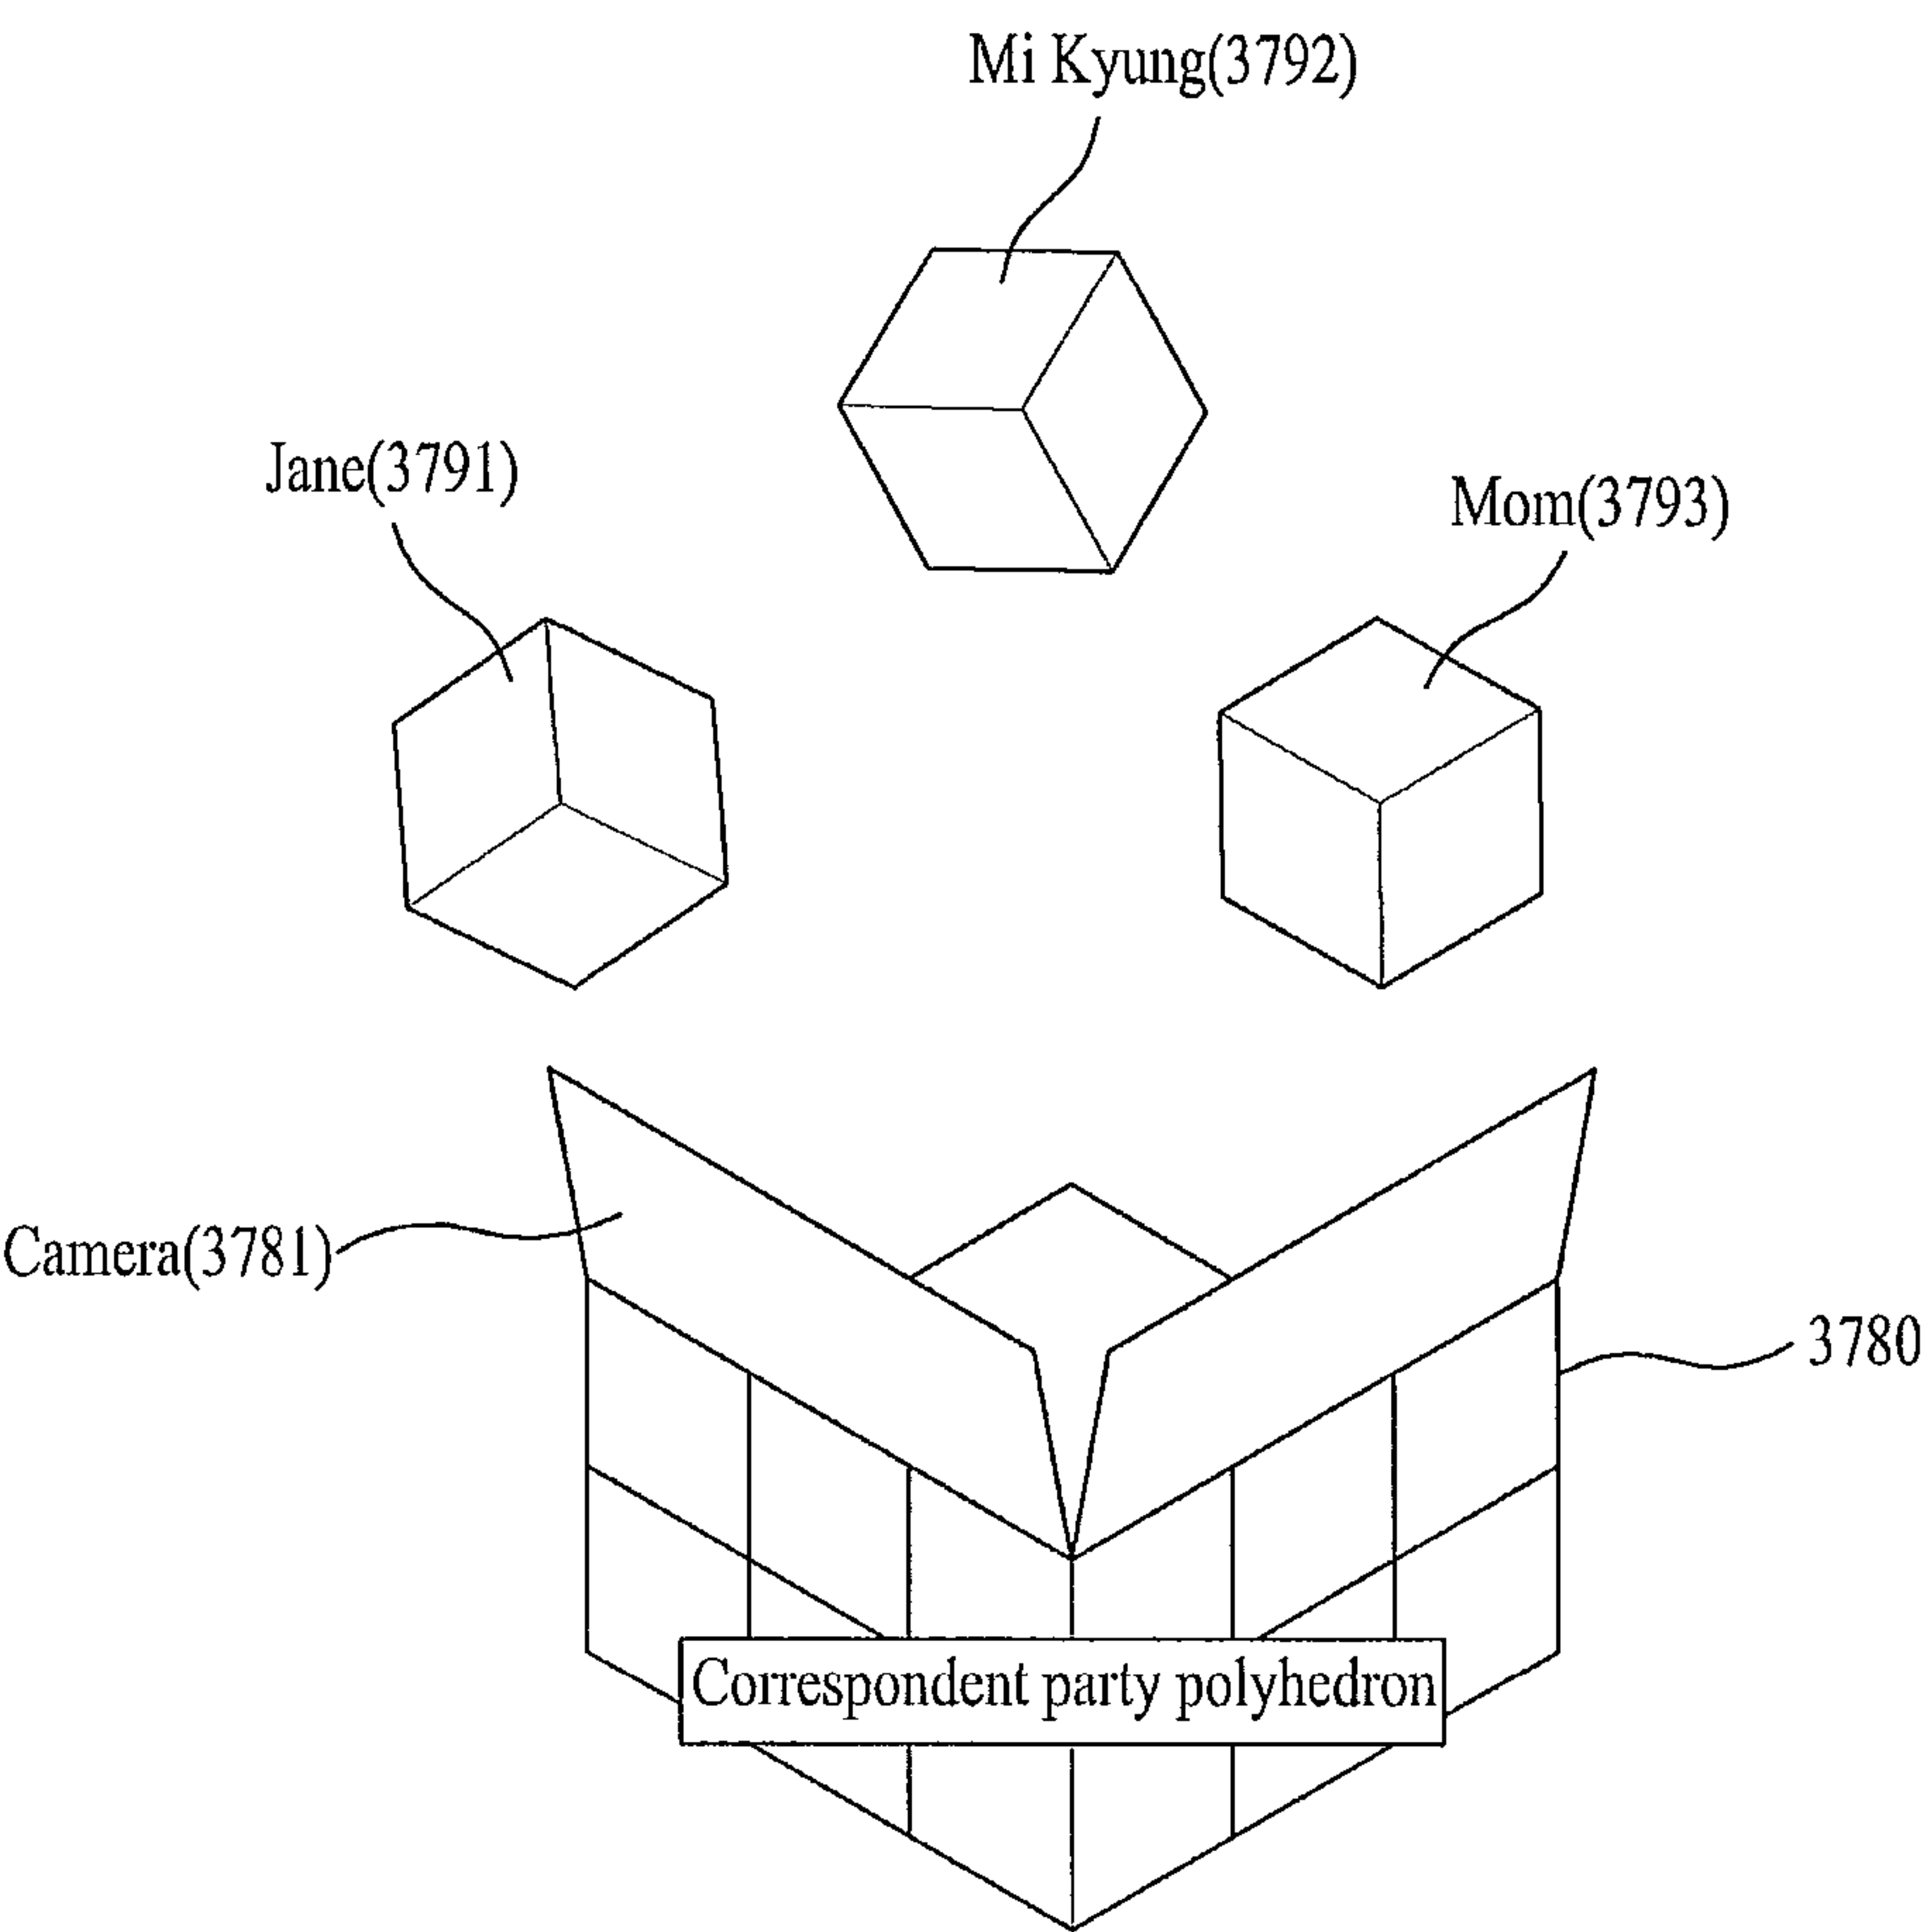 Mi Kyung(3792)
Jane(3791)
Mom(3793)
Camera(3781)
3780
Correspondent party polyhedron